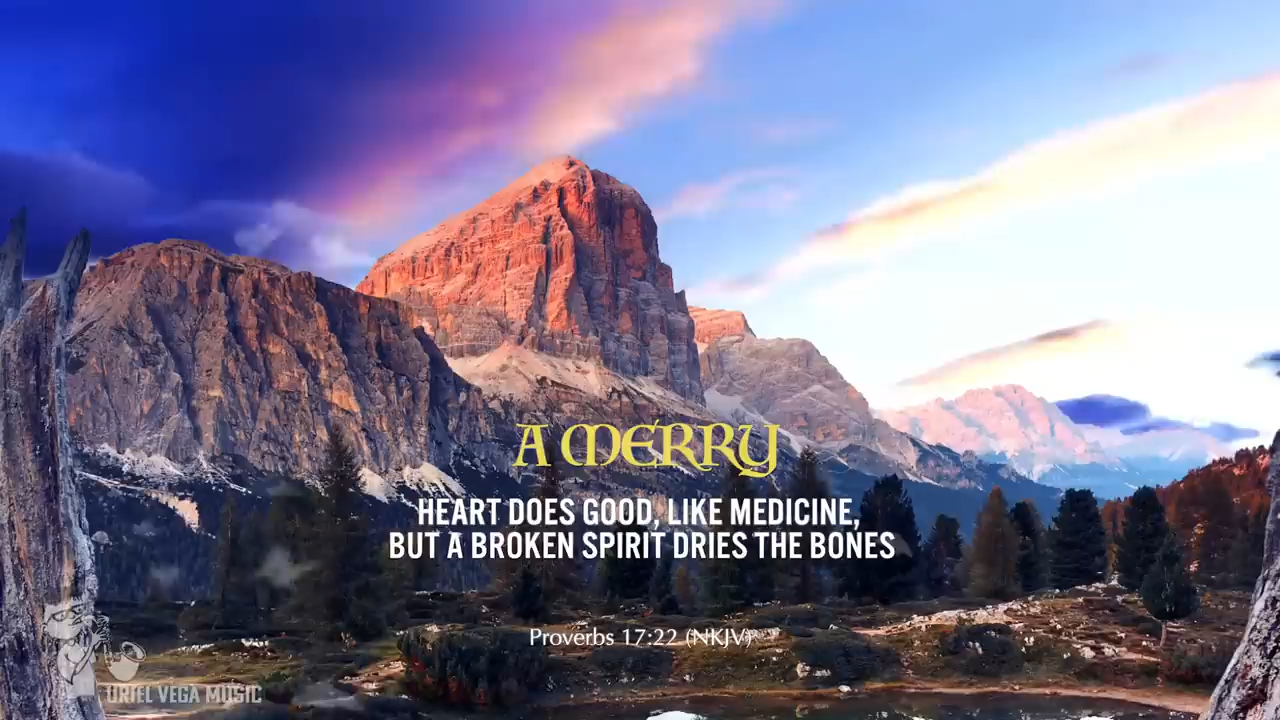 A MERRY
HEART DOES GOOD, LIKE MEDICINE,
BUT A BROKEN SPIRIT DRIES THE BONES
Proverbs 17:22 (NKJV)
URIEL VEGA MUSIC